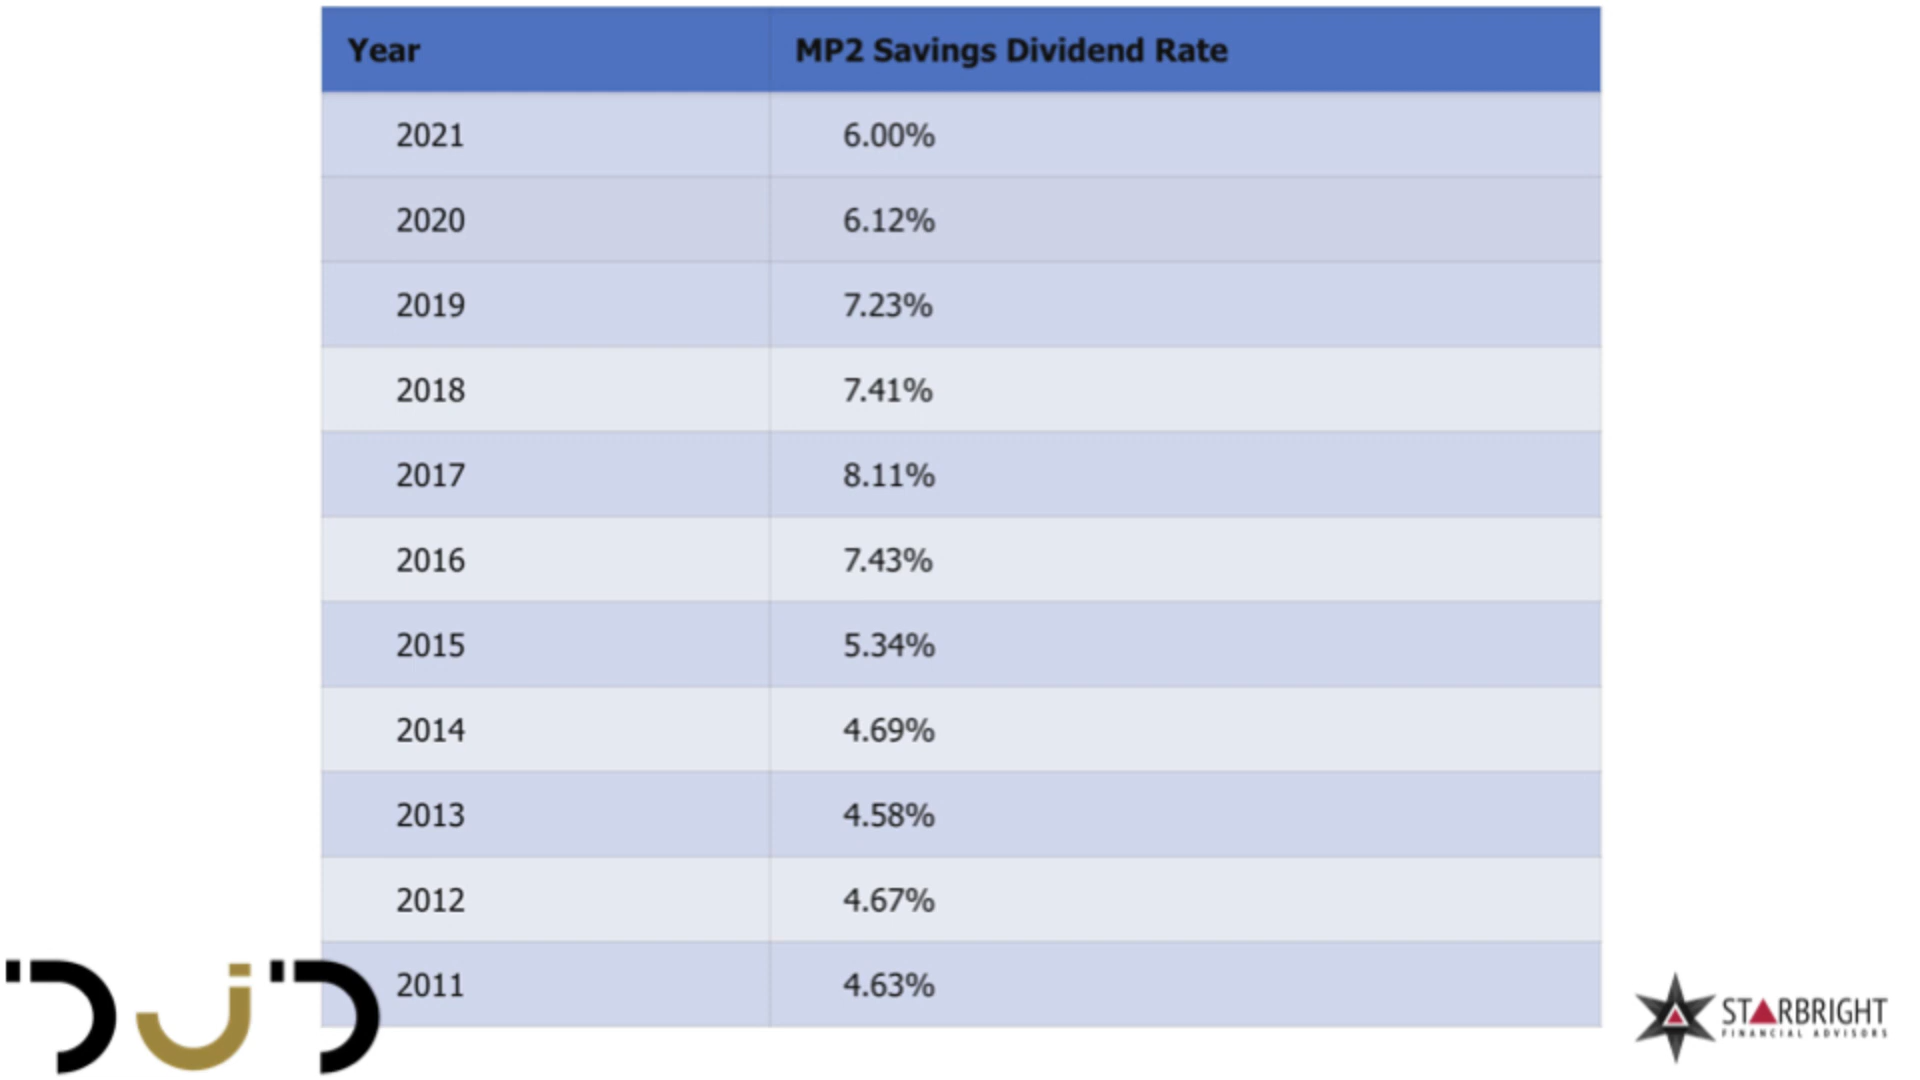 Year MP2 Savings Dividend Rate
2021 6.00%
2020 6.12%
2019 7.23%
2018 7.41%
2017 8.11%
2016 7.43%
2015 5.34%
2014 4.69%
2013 4.58%
2012 4.67%
2011 4.63%
DJD
STARBRIGHT
FINANCIAL ADVISORS